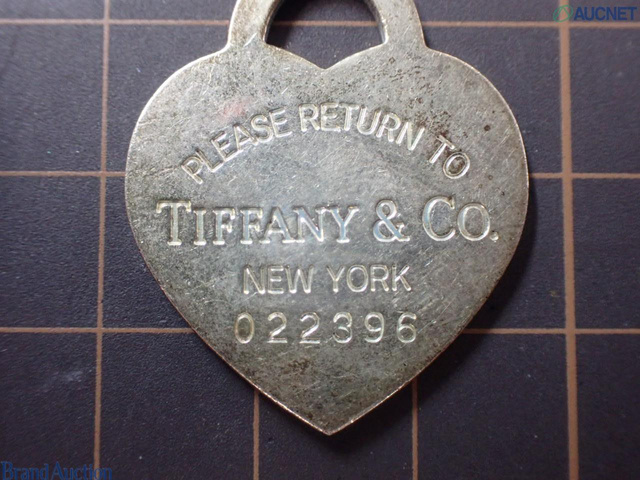 AUCNET
PLEASE RETURN TO
TIFFANY & CO.
NEW YORK
022396
Brand Auction